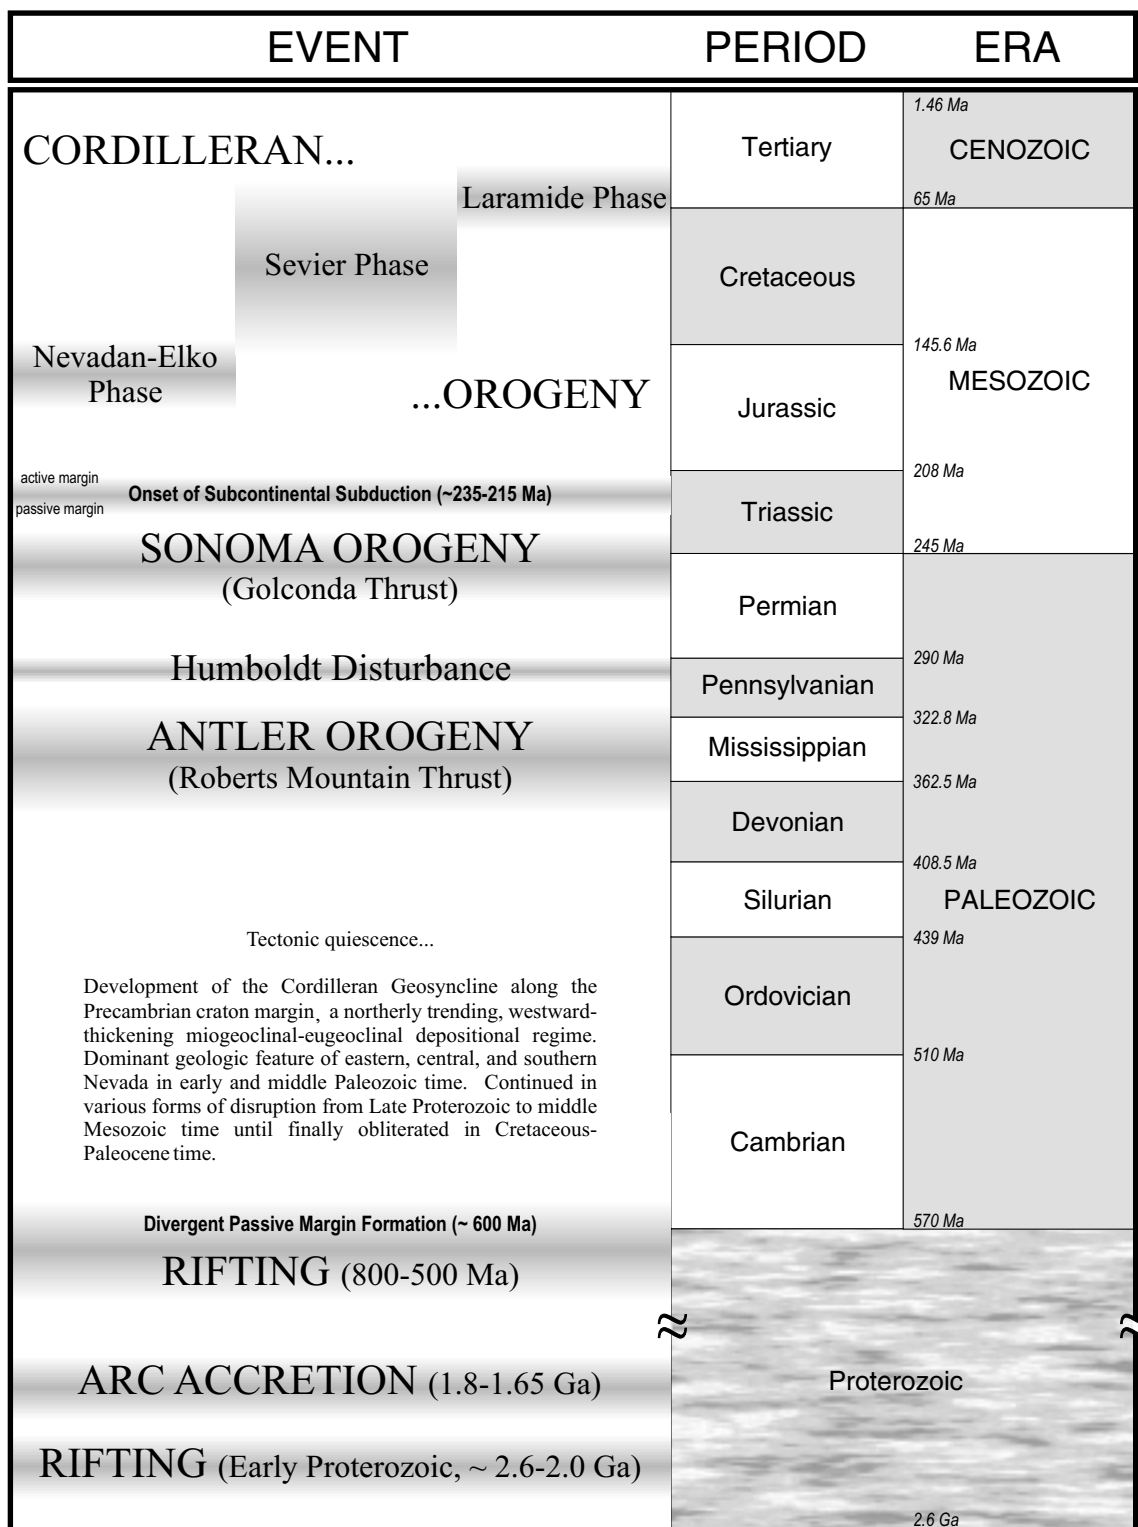 EVENT
PERIOD
ERA
CORDILLERAN...
Laramide Phase
Sevier Phase
Nevadan-Elko
Phase
...OROGENY
active margin
passive margin
Onset of Subcontinental Subduction (~235-215 Ma)
SONOMA OROGENY
(Golconda Thrust)
Humboldt Disturbance
ANTLER OROGENY
(Roberts Mountain Thrust)
Tectonic quiescence...
Development of the Cordilleran Geosyncline along the
Precambrian craton margin, a northerly trending, westward-
thickening miogeoclinal-eugeoclinal depositional regime.
Dominant geologic feature of eastern, central, and southern
Nevada in early and middle Paleozoic time. Continued in
various forms of disruption from Late Proterozoic to middle
Mesozoic time until finally obliterated in Cretaceous-
Paleocene time.
Divergent Passive Margin Formation (~ 600 Ma)
RIFTING (800-500 Ma)
ARC ACCRETION (1.8-1.65 Ga)
RIFTING (Early Proterozoic, ~ 2.6-2.0 Ga)
Tertiary
Cretaceous
Jurassic
Triassic
Permian
Pennsylvanian
Mississippian
Devonian
Silurian
Ordovician
Cambrian
Proterozoic
1.46 Ma
CENOZOIC
65 Ma
145.6 Ma
MESOZOIC
208 Ma
245 Ma
290 Ma
322.8 Ma
362.5 Ma
408.5 Ma
PALEOZOIC
439 Ma
510 Ma
570 Ma
2.6 Ga